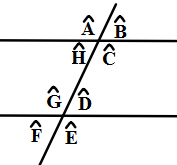 Â B̂
Ĥ Ĉ
Ĝ D̂
F̂ Ê